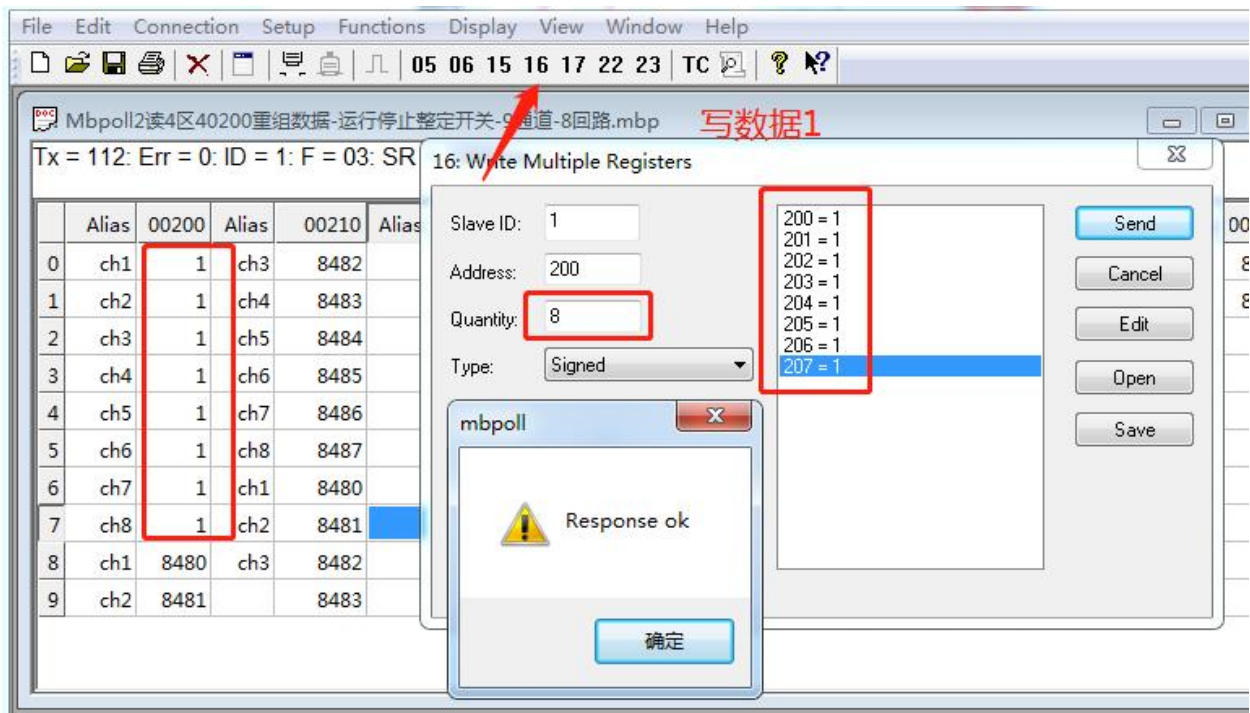 File Edit Connection Setup Functions Display View Window Help
05 06 15 16 17 22 23 TC
Mbpoll2读4区40200重组数据-运行停止整定开关-9通道-8回路.mbp
写数据1
Tx = 112: Err = 0: ID = 1: F = 03: SR
16: Write Multiple Registers
Alias 00200 Alias 00210 Alias 00
0 ch1 1 ch3 8482 8
1 ch2 1 ch4 8483 8
2 ch3 1 ch5 8484
3 ch4 1 ch6 8485
4 ch5 1 ch7 8486
5 ch6 1 ch8 8487
6 ch7 1 ch1 8480
7 ch8 1 ch2 8481
8 ch1 8480 ch3 8482
9 ch2 8481 8483
Slave ID: 1
Address: 200
Quantity: 8
Type: Signed
200 = 1
201 = 1
202 = 1
203 = 1
204 = 1
205 = 1
206 = 1
207 = 1
Send
Cancel
Edit
Open
Save
mbpoll
Response ok
确定